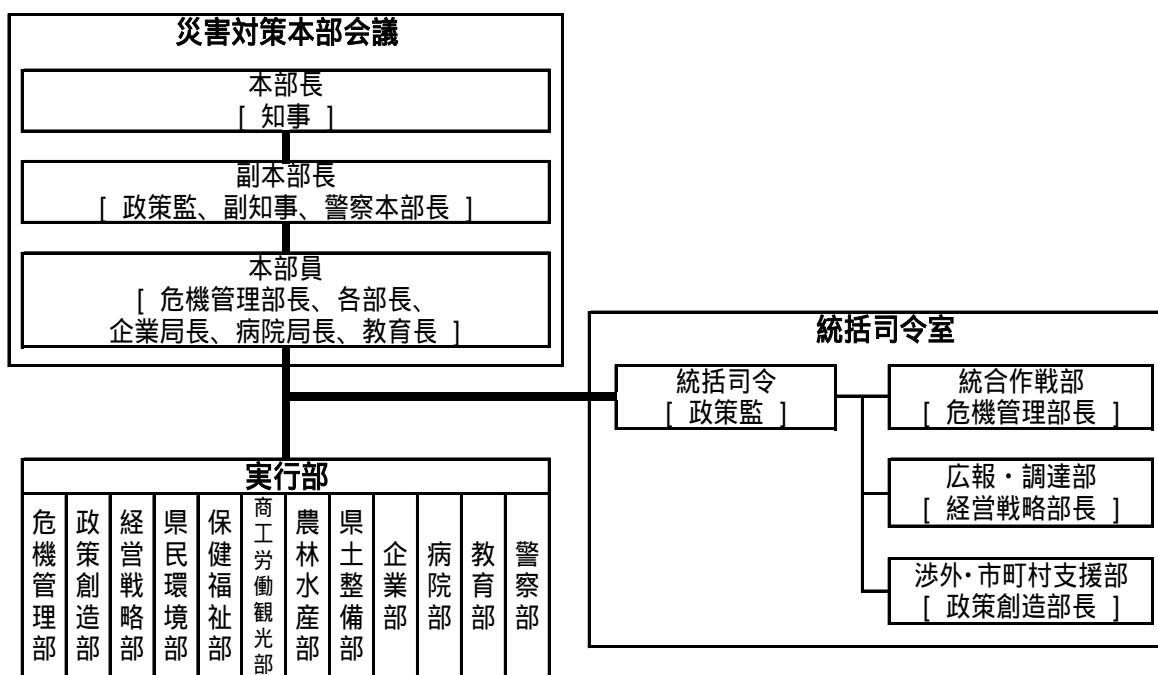 災害対策本部会議
本部長
[ 知事 ]
副本部長
[ 政策監、副知事、警察本部長 ]
本部員
[ 危機管理部長、各部長、
企業局長、病院局長、教育長 ]
統括司令室
統括司令
[ 政策監 ]
統合作戦部
[ 危機管理部長 ]
広報・調達部
[ 経営戦略部長 ]
渉外・市町村支援部
[ 政策創造部長 ]
実行部
危機管理部
政策創造部
経営戦略部
県民環境部
保健福祉部
商工労働観光部
農林水産部
県土整備部
企業部
病院部
教育部
警察部